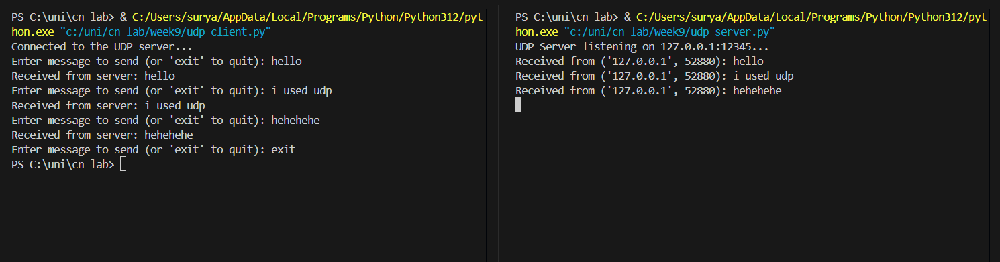 PS C:\uni\cn lab> & C:/Users/surya/AppData/Local/Programs/Python/Python312/pyt
hon.exe "c:/uni/cn lab/week9/udp_client.py"
Connected to the UDP server...
Enter message to send (or 'exit' to quit): hello
Received from server: hello
Enter message to send (or 'exit' to quit): i used udp
Received from server: i used udp
Enter message to send (or 'exit' to quit): hehehehe
Received from server: hehehehe
Enter message to send (or 'exit' to quit): exit
PS C:\uni\cn lab>
PS C:\uni\cn lab> & C:/Users/surya/AppData/Local/Programs/Python/Python312/pyt
hon.exe "c:/uni/cn lab/week9/udp_server.py"
UDP Server listening on 127.0.0.1:12345...
Received from ('127.0.0.1', 52880): hello
Received from ('127.0.0.1', 52880): i used udp
Received from ('127.0.0.1', 52880): hehehehe